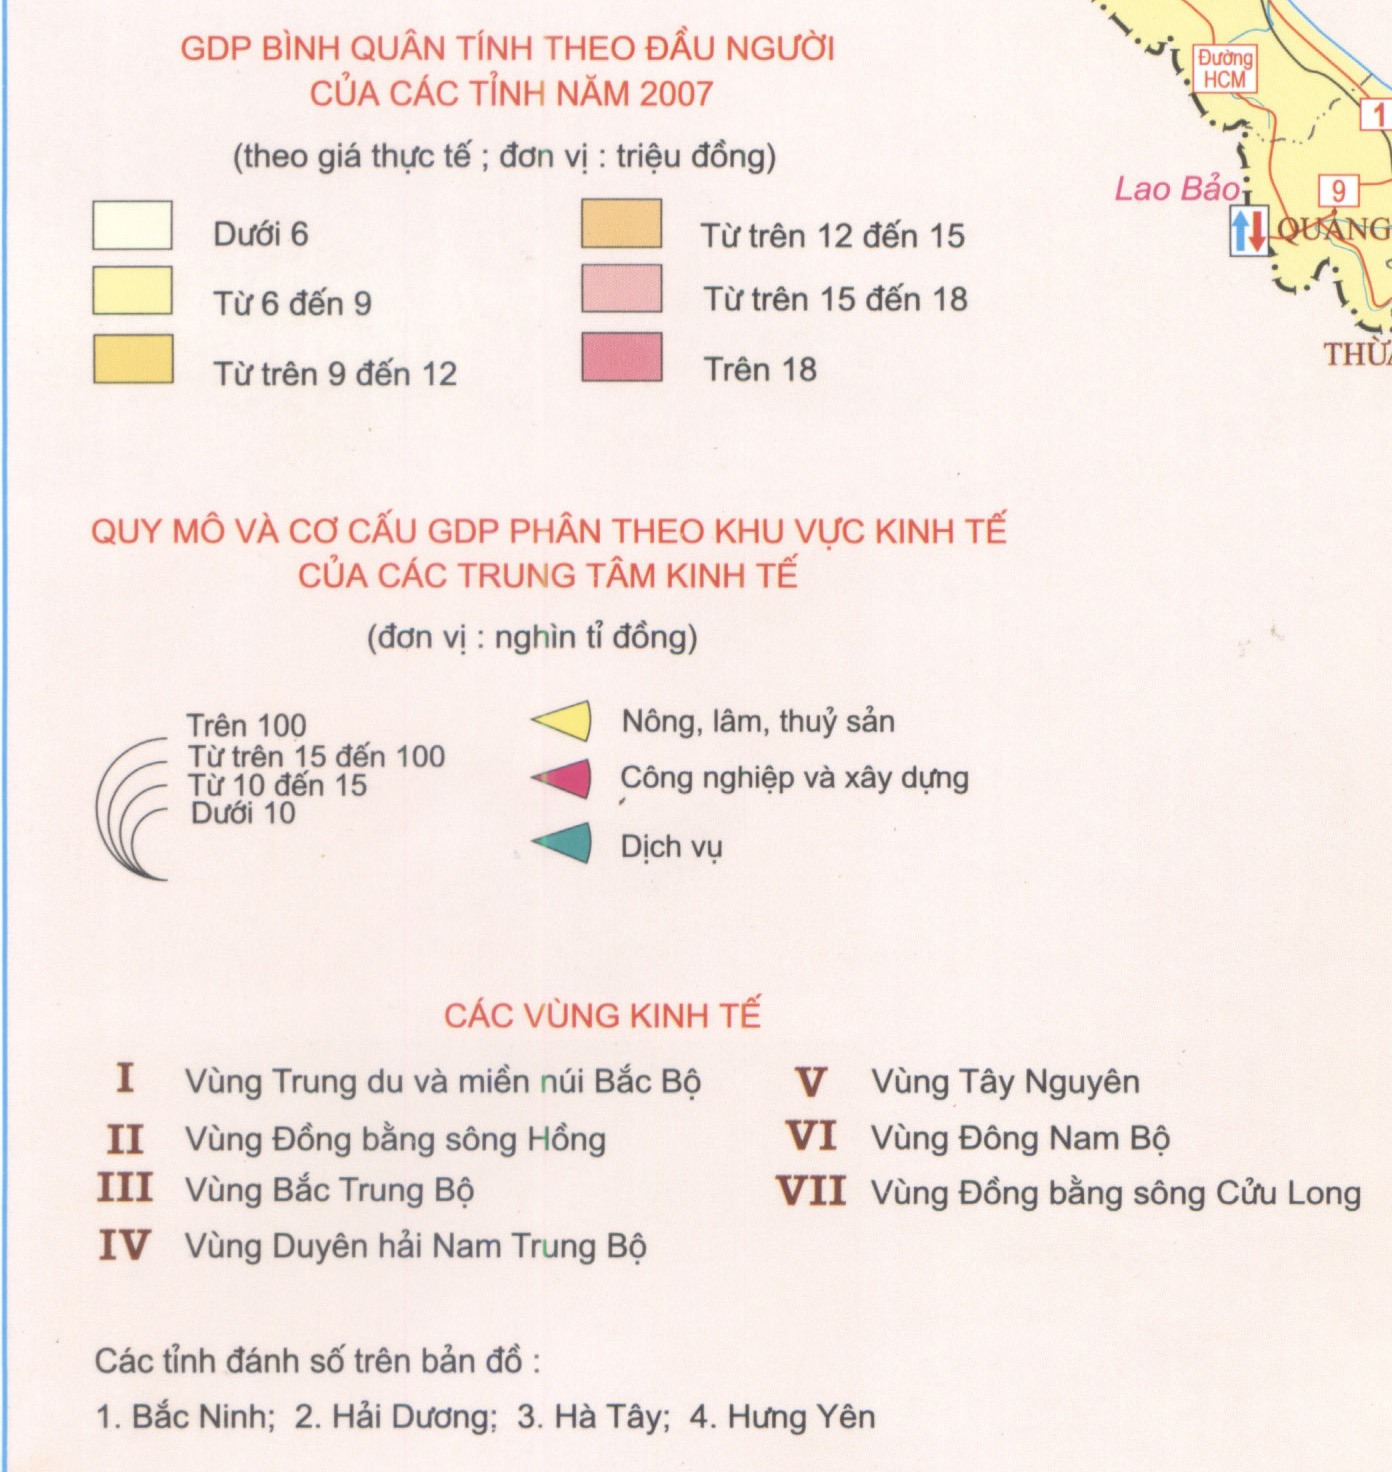 GDP BÌNH QUÂN TÍNH THEO ĐẦU NGƯỜI
CỦA CÁC TỈNH NĂM 2007
(theo giá thực tế ; đơn vị : triệu đồng)
Dưới 6
Từ 6 đến 9
Từ trên 9 đến 12
Từ trên 12 đến 15
Từ trên 15 đến 18
Trên 18
Đường
HCM
1
Lao Bảo
9
QUẢNG
THỪA
QUY MÔ VÀ CƠ CẤU GDP PHÂN THEO KHU VỰC KINH TẾ
CỦA CÁC TRUNG TÂM KINH TẾ
(đơn vị : nghìn tỉ đồng)
Trên 100
Từ trên 15 đến 100
Từ 10 đến 15
Dưới 10
Nông, lâm, thuỷ sản
Công nghiệp và xây dựng
Dịch vụ
CÁC VÙNG KINH TẾ
I Vùng Trung du và miền núi Bắc Bộ
II Vùng Đồng bằng sông Hồng
III Vùng Bắc Trung Bộ
IV Vùng Duyên hải Nam Trung Bộ
V Vùng Tây Nguyên
VI Vùng Đông Nam Bộ
VII Vùng Đồng bằng sông Cửu Long
Các tỉnh đánh số trên bản đồ :
1. Bắc Ninh; 2. Hải Dương; 3. Hà Tây; 4. Hưng Yên